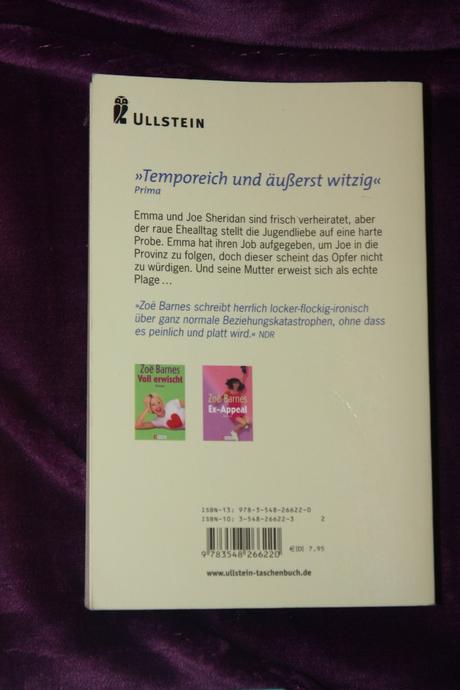 ULLSTEIN
»Temporeich und äußerst witzig«
Prima
Emma und Joe Sheridan sind frisch verheiratet, aber
der raue Ehealltag stellt die Jugendliebe auf eine harte
Probe. Emma hat ihren Job aufgegeben, um Joe in die
Provinz zu folgen, doch dieser scheint das Opfer nicht
zu würdigen. Und seine Mutter erweist sich als echte
Plage ...
»Zoë Barnes schreibt herrlich locker-flockig-ironisch
über ganz normale Beziehungskatastrophen, ohne dass
es peinlich und platt wird.« NDR
Zoë Barnes
Voll erwischt
Zoë Barnes
Ex-Appeal
ISBN-13: 978-3-548-26622-0
ISBN-10: 3-548-26622-3 2
9 783548 266220
€[D] 7.95
www.ullstein-taschenbuch.de